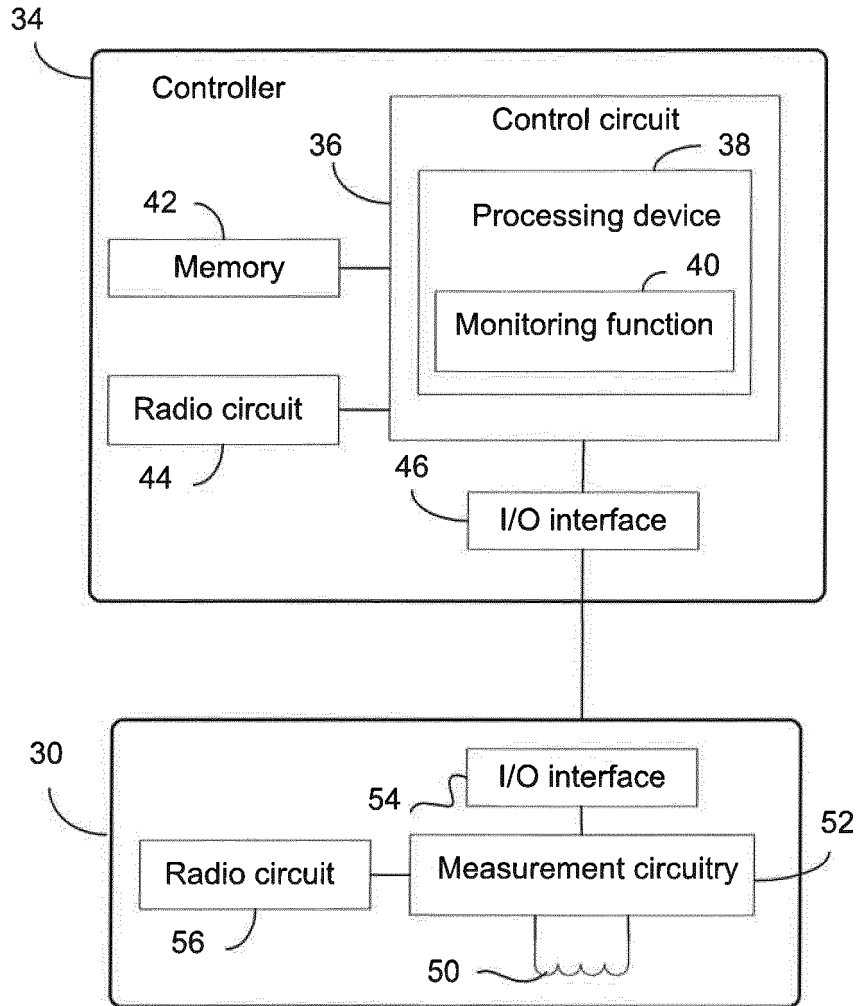 34
Controller
Control circuit
36
38
42
Processing device
Memory
40
Monitoring function
Radio circuit
44
46
I/O interface
30
I/O interface
54
52
Radio circuit
Measurement circuitry
56
50